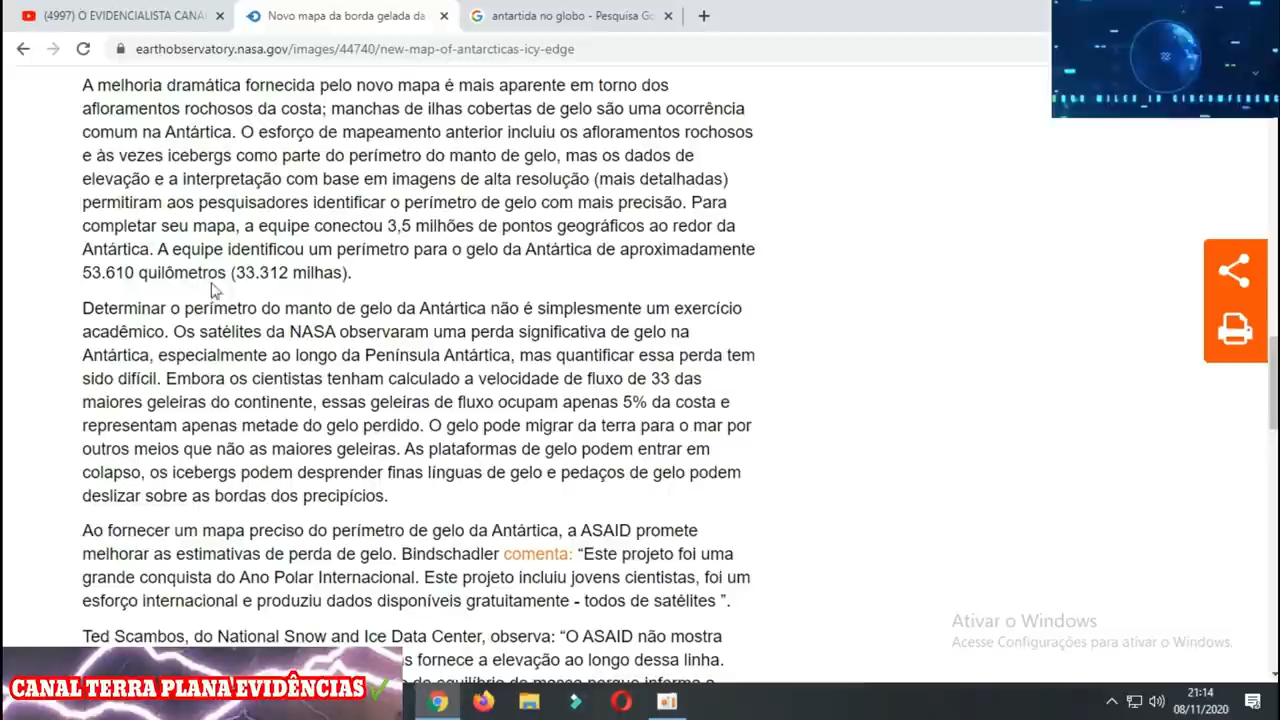 (4997) O EVIDENCIALISTA CANA
Novo mapa da borda gelada da
antartida no globo - Pesquisa Go
earthobservatory.nasa.gov/images/44740/new-map-of-antarcticas-icy-edge
A melhoria dramática fornecida pelo novo mapa é mais aparente em torno dos
afloramentos rochosos da costa; manchas de ilhas cobertas de gelo são uma ocorrência
comum na Antártica. O esforço de mapeamento anterior incluiu os afloramentos rochosos
e às vezes icebergs como parte do perímetro do manto de gelo, mas os dados de
elevação e a interpretação com base em imagens de alta resolução (mais detalhadas)
permitiram aos pesquisadores identificar o perímetro de gelo com mais precisão. Para
completar seu mapa, a equipe conectou 3,5 milhões de pontos geográficos ao redor da
Antártica. A equipe identificou um perímetro para o gelo da Antártica de aproximadamente
53.610 quilômetros (33.312 milhas).
Determinar o perímetro do manto de gelo da Antártica não é simplesmente um exercício
acadêmico. Os satélites da NASA observaram uma perda significativa de gelo na
Antártica, especialmente ao longo da Península Antártica, mas quantificar essa perda tem
sido difícil. Embora os cientistas tenham calculado a velocidade de fluxo de 33 das
maiores geleiras do continente, essas geleiras de fluxo ocupam apenas 5% da costa e
representam apenas metade do gelo perdido. O gelo pode migrar da terra para o mar por
outros meios que não as maiores geleiras. As plataformas de gelo podem entrar em
colapso, os icebergs podem desprender finas línguas de gelo e pedaços de gelo podem
deslizar sobre as bordas dos precipícios.
Ao fornecer um mapa preciso do perímetro de gelo da Antártica, a ASAID promete
melhorar as estimativas de perda de gelo. Bindschadler comenta: “Este projeto foi uma
grande conquista do Ano Polar Internacional. Este projeto incluiu jovens cientistas, foi um
esforço internacional e produziu dados disponíveis gratuitamente - todos de satélites ”.
Ted Scambos, do National Snow and Ice Data Center, observa: “O ASAID não mostra
s fornece a elevação ao longo dessa linha.
Ativar o Windows
Acesse Configurações para ativar o Windows.
CANAL TERRA PLANA EVIDÊNCIAS
21:14
08/11/2020